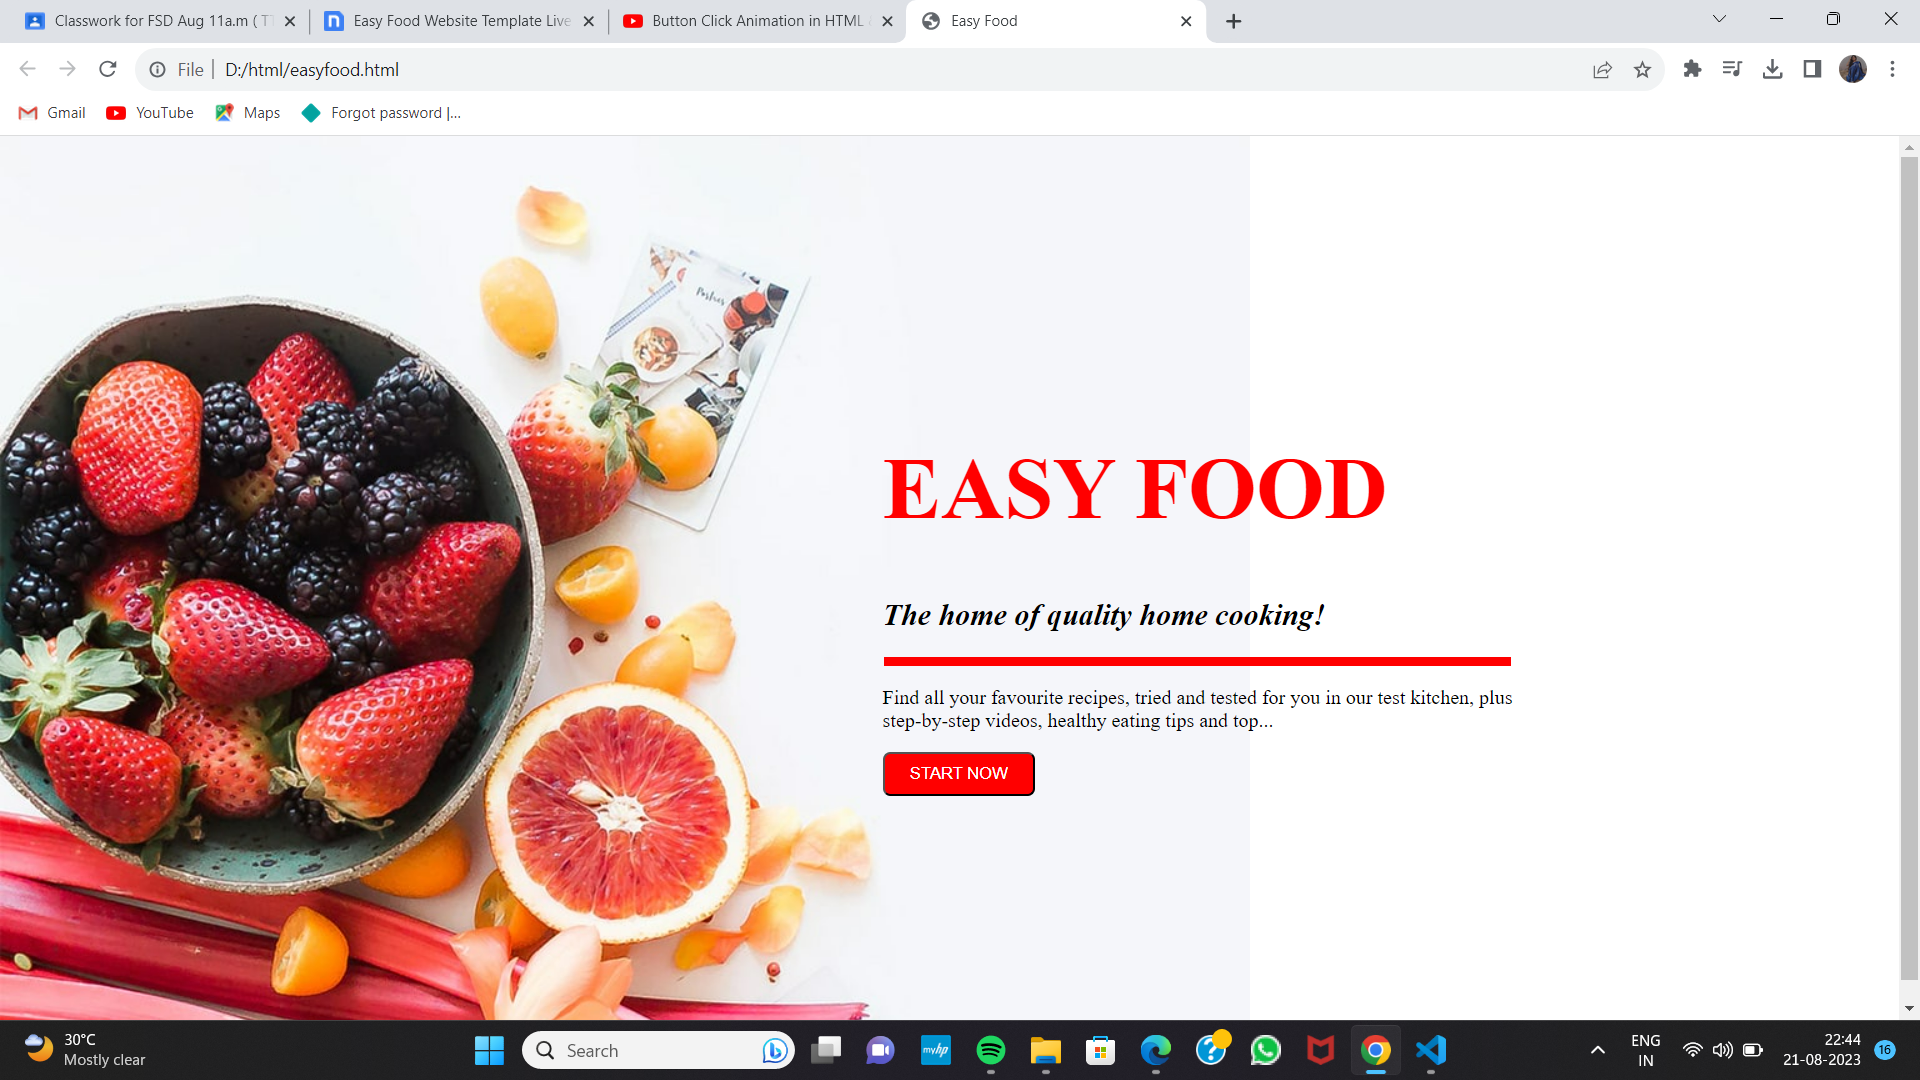 Classwork for FSD Aug 11a.m ( TT
Easy Food Website Template Live
Button Click Animation in HTML
Easy Food
File
D:/html/easyfood.html
Gmail
YouTube
Maps
Forgot password |...
EASY FOOD
The home of quality home cooking!
Find all your favourite recipes, tried and tested for you in our test kitchen, plus
step-by-step videos, healthy eating tips and top...
START NOW
30°C
Mostly clear
Search
myhp
ENG
IN
22:44
21-08-2023
16